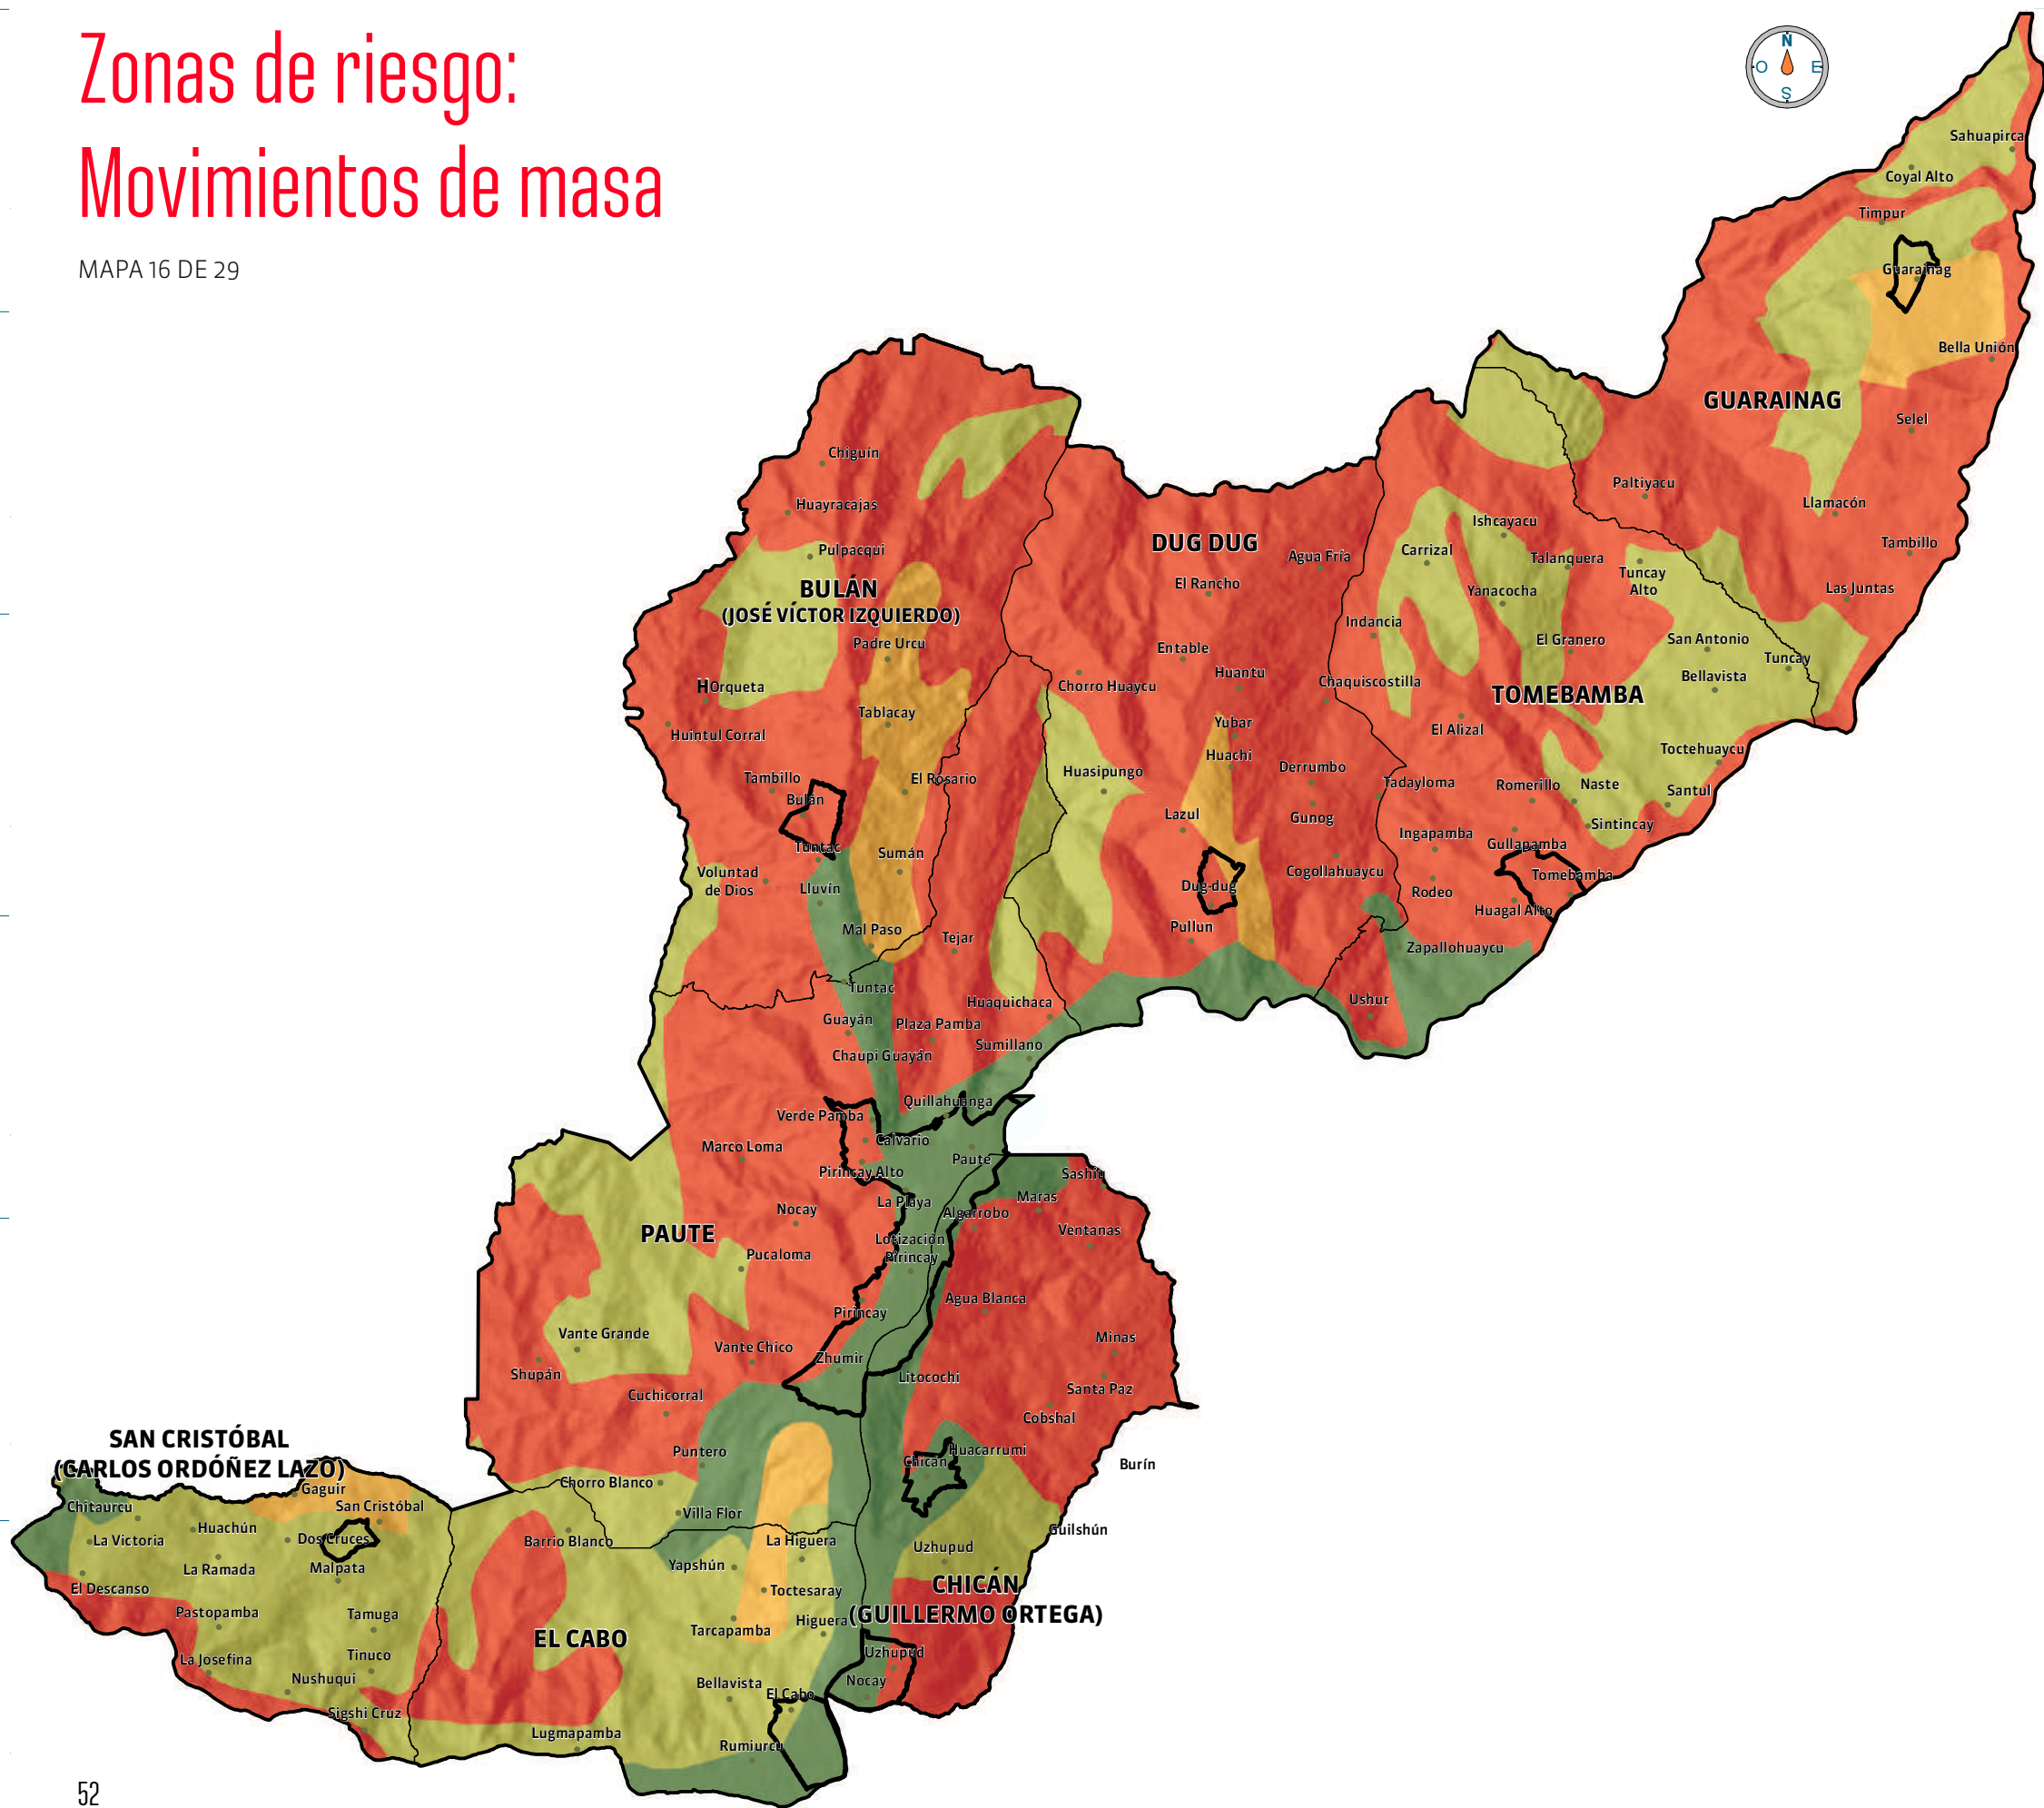 Zonas de riesgo:
Movimientos de masa
MAPA 16 DE 29
N
O
E
S
Sahuapirca
Coyal Alto
Timpur
Guarainag
Bella Unión
GUARAINAG
Selel
Paltiyacu
Llamacón
Tambillo
Las Juntas
Chiguín
Huayracajas
Pulpacqui
BULÁN
(JOSÉ VÍCTOR IZQUIERDO)
Padre Urcu
HOrqueta
Tablacay
Huintul Corral
Tambillo
El Rosario
Bulán
Tuntac
Sumán
Voluntad
de Dios
Lluvín
Mal Paso
DUG DUG
Agua Fría
El Rancho
Entable
Huantu
Chorro Huaycu
Chaquiscostilla
Yubar
Huachi
Huasipungo
Derrumbo
Lazul
Gunog
Dug-dug
Cogollahuaycu
Pullun
Ishcayacu
Carrizal
Talanquera
Tuncay
Alto
Yanacocha
Indancia
El Granero
San Antonio
Tuncay
Bellavista
TOMEBAMBA
El Alizal
Toctehuaycu
Tadayloma
Romerillo
Naste
Santul
Sintincay
Ingapamba
Gullapamba
Tomebamba
Rodeo
Huagal Alto
Zapallohuaycu
Ushur
Tejar
Tuntac
Huaquichaca
Guayán
Plaza Pamba
Chaupi Guayán
Sumillano
Quillahuanga
Verde Pamba
Calvario
Marco Loma
Paute
Pirincay Alto
La Playa
Nocay
PAUTE
Pucaloma
Lotización
Pirincay
Pirincay
Vante Grande
Vante Chico
Zhumir
Shupán
Cuchicorral
Puntero
Chorro Blanco
Villa Flor
Sashiu
Maras
Algarrobo
Ventanas
Agua Blanca
Minas
Litocochi
Santa Paz
Cobshal
Huacarrumi
Chicán
Burín
Guilshún
Uzhupud
CHICÁN
(GUILLERMO ORTEGA)
Uzhupud
Nocay
SAN CRISTÓBAL
(CARLOS ORDÓÑEZ LAZO)
Gaguir
Chitaurcu
San Cristóbal
Huachún
La Victoria
Dos Cruces
La Ramada
Malpata
El Descanso
Pastopamba
Tamuga
La Josefina
Tinuco
Nushuqui
Sigshi Cruz
Barrio Blanco
La Higuera
Yapshún
Toctesaray
Higuera
Tarcapamba
EL CABO
Bellavista
El Cabo
Lugmapamba
Rumiurcu
52